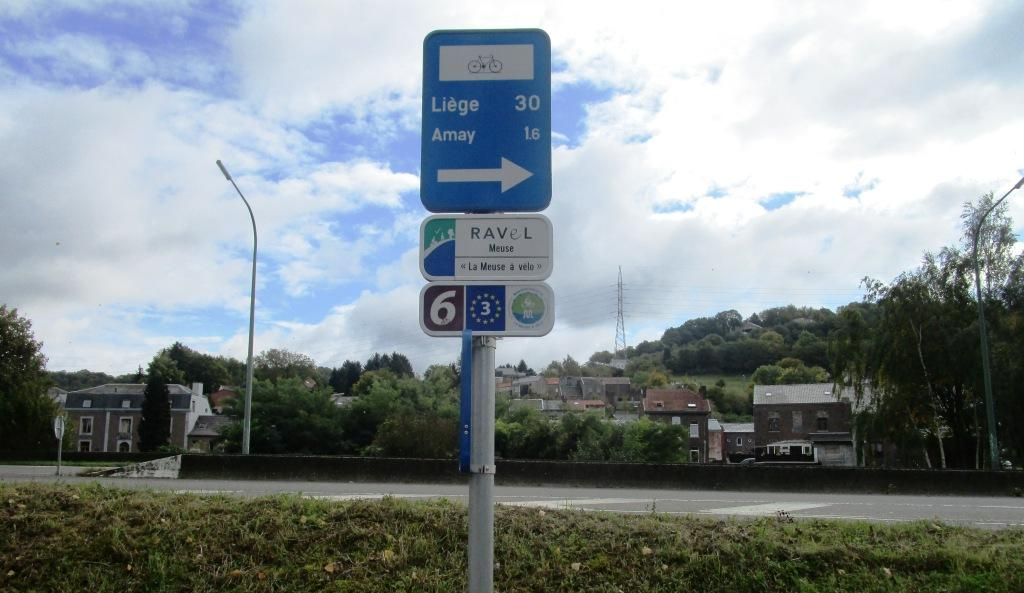 Liège 30
Amay 1.6
RAVeL
Meuse
« La Meuse à vélo »
6 3